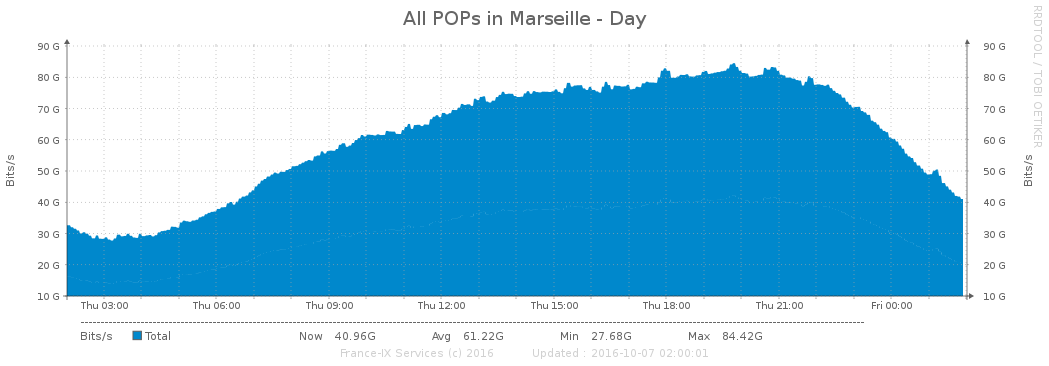 All POPs in Marseille - Day
RRDTOOL / TOBI OETIKER
90 G 90 G
80 G 80 G
70 G 70 G
60 G 60 G
50 G 50 G
40 G 40 G
30 G 30 G
20 G 20 G
10 G 10 G
Bits/s
Bits/s
Thu 03:00 Thu 06:00 Thu 09:00 Thu 12:00 Thu 15:00 Thu 18:00 Thu 21:00 Fri 00:00
Bits/s Total Now 40.96G Avg 61.22G Min 27.68G Max 84.42G
France-IX Services (c) 2016 Updated : 2016-10-07 02:00:01